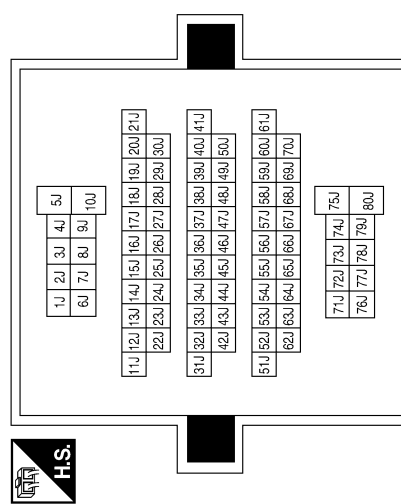 1J 2J 3J 4J 5J
6J 7J 8J 9J 10J
11J 12J 13J 14J 15J 16J 17J 18J 19J 20J 21J
22J 23J 24J 25J 26J 27J 28J 29J 30J
31J 32J 33J 34J 35J 36J 37J 38J 39J 40J 41J
42J 43J 44J 45J 46J 47J 48J 49J 50J
51J 52J 53J 54J 55J 56J 57J 58J 59J 60J 61J
62J 63J 64J 65J 66J 67J 68J 69J 70J
71J 72J 73J 74J 75J
76J 77J 78J 79J 80J
H.S.